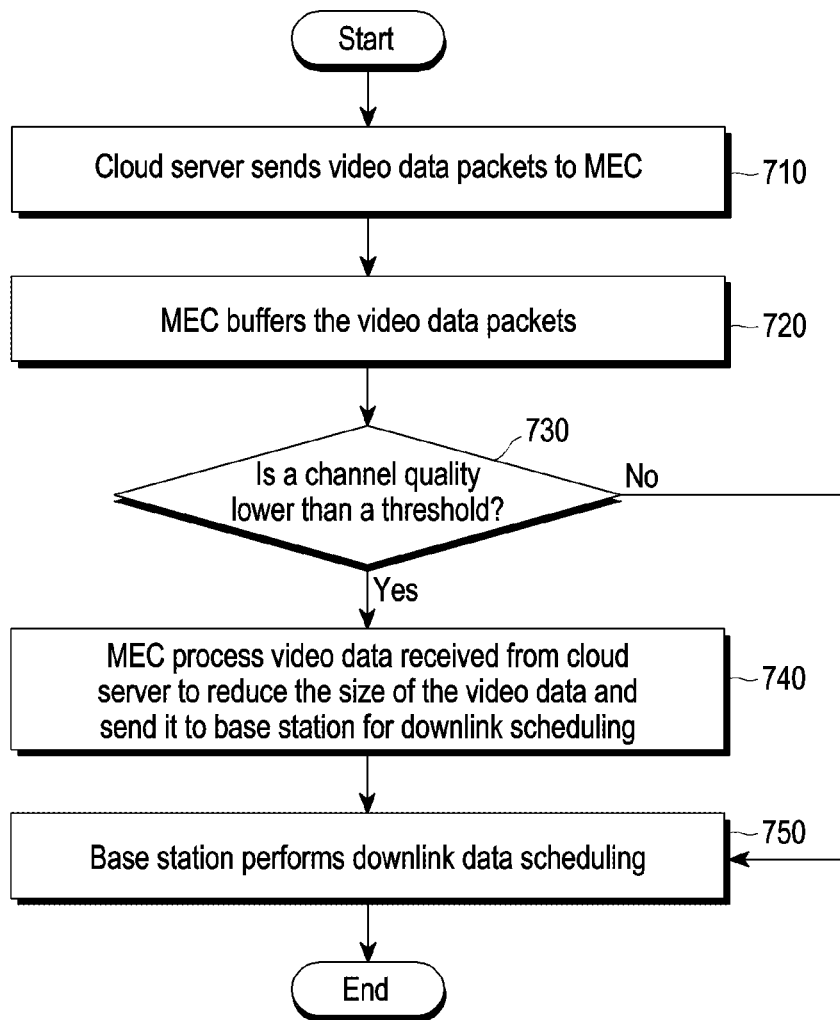 Start
Cloud server sends video data packets to MEC
710
MEC buffers the video data packets
720
730
Is a channel quality
lower than a threshold?
No
Yes
MEC process video data received from cloud
server to reduce the size of the video data and
send it to base station for downlink scheduling
740
Base station performs downlink data scheduling
750
End